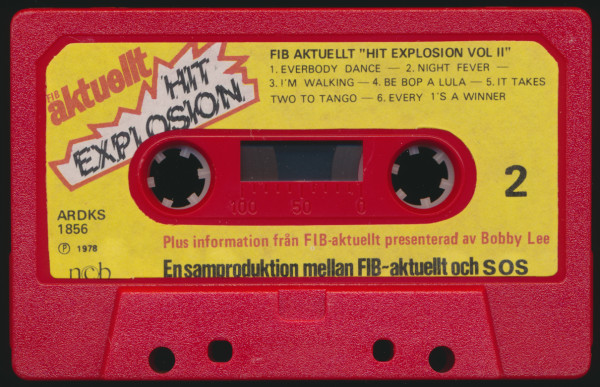 FIB aktuellt
HIT
EXPLOSION
FIB AKTUELLT "HIT EXPLOSION VOL II"
1. EVERBODY DANCE — 2. NIGHT FEVER —
3. I'M WALKING — 4. BE BOP A LULA — 5. IT TAKES
TWO TO TANGO — 6. EVERY 1'S A WINNER
2
100 50 0
ARDKS
1856
Ⓟ 1978
ncb
Plus information från FIB-aktuellt presenterad av Bobby Lee
En samproduktion mellan FIB-aktuellt och SOS